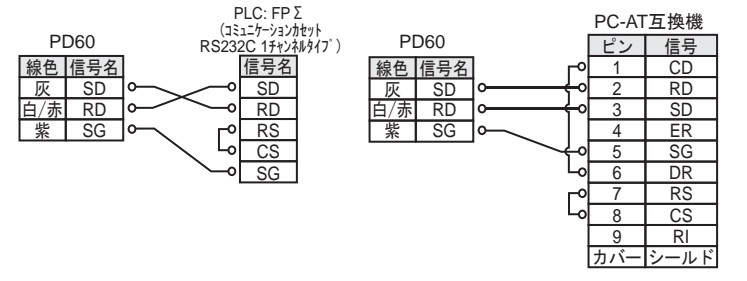 PD60
線色 信号名
灰 SD
白/赤 RD
紫 SG
PLC: FPΣ
(コミュニケーションカセット
RS232C 1チャンネルタイプ)
信号名
SD
RD
RS
CS
SG
PD60
線色 信号名
灰 SD
白/赤 RD
紫 SG
PC-AT互換機
ピン 信号
1 CD
2 RD
3 SD
4 ER
5 SG
6 DR
7 RS
8 CS
9 RI
カバー シールド